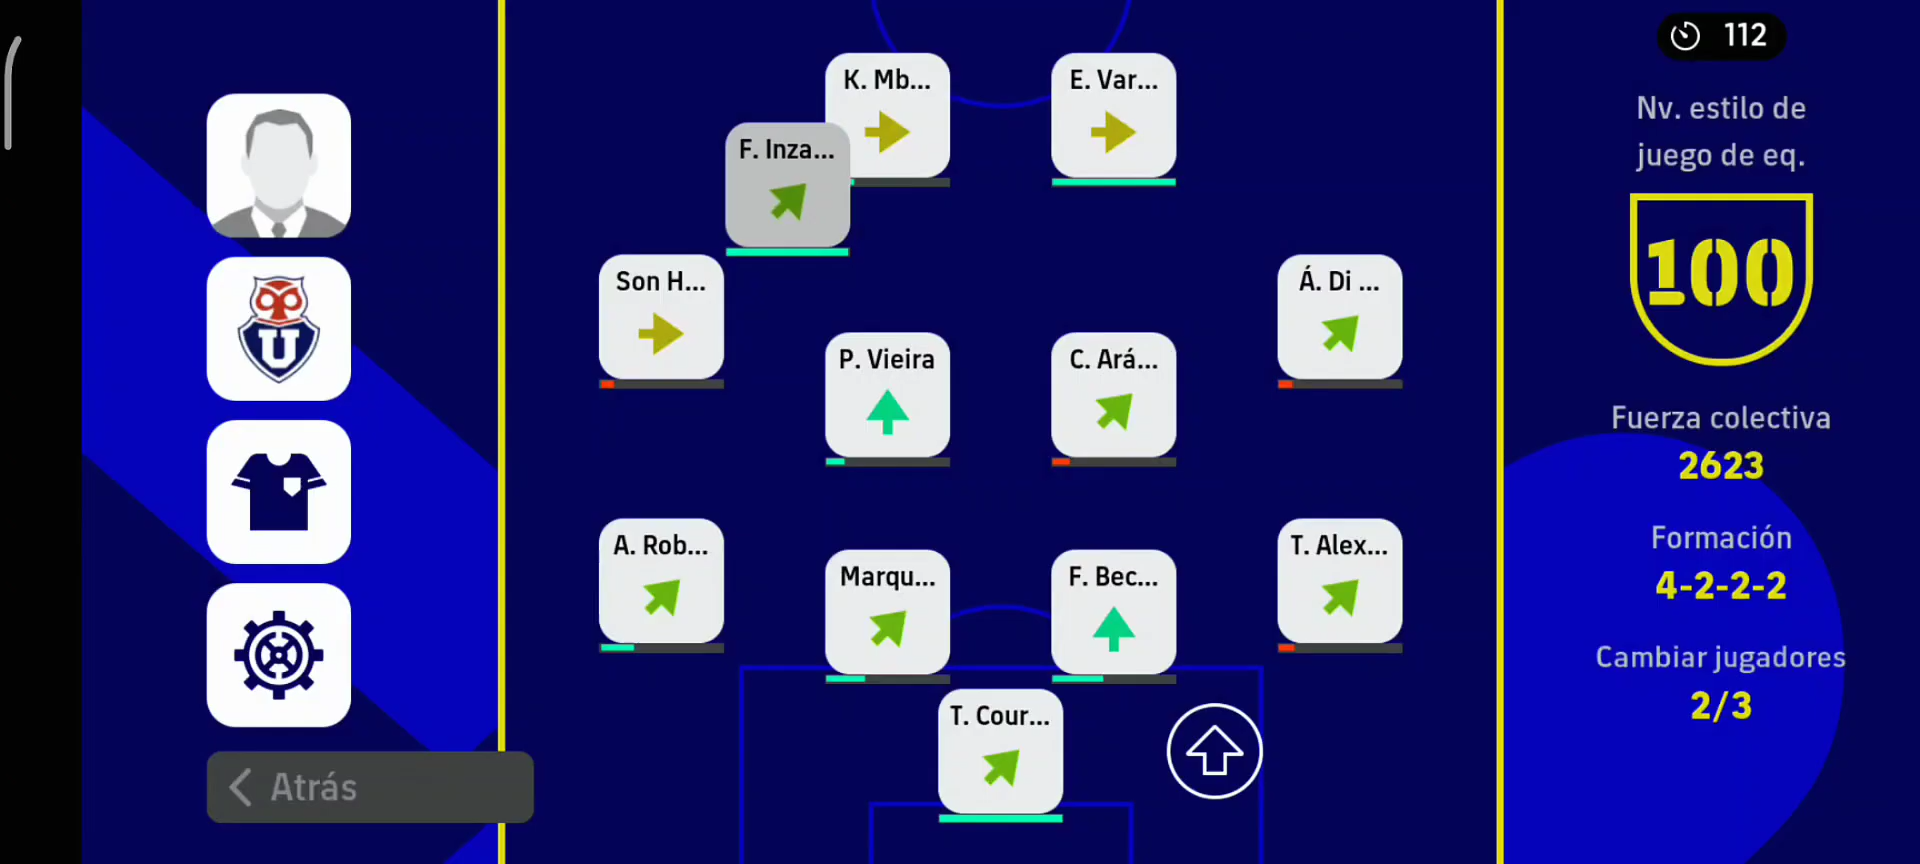 112
Nv. estilo de
juego de eq.
100
Fuerza colectiva
2623
Formación
4-2-2-2
Cambiar jugadores
2/3
K. Mb...
E. Var...
F. Inza...
Son H...
Á. Di ...
P. Vieira
C. Ará...
A. Rob...
Marqu...
F. Bec...
T. Alex...
T. Cour...
U
Atrás